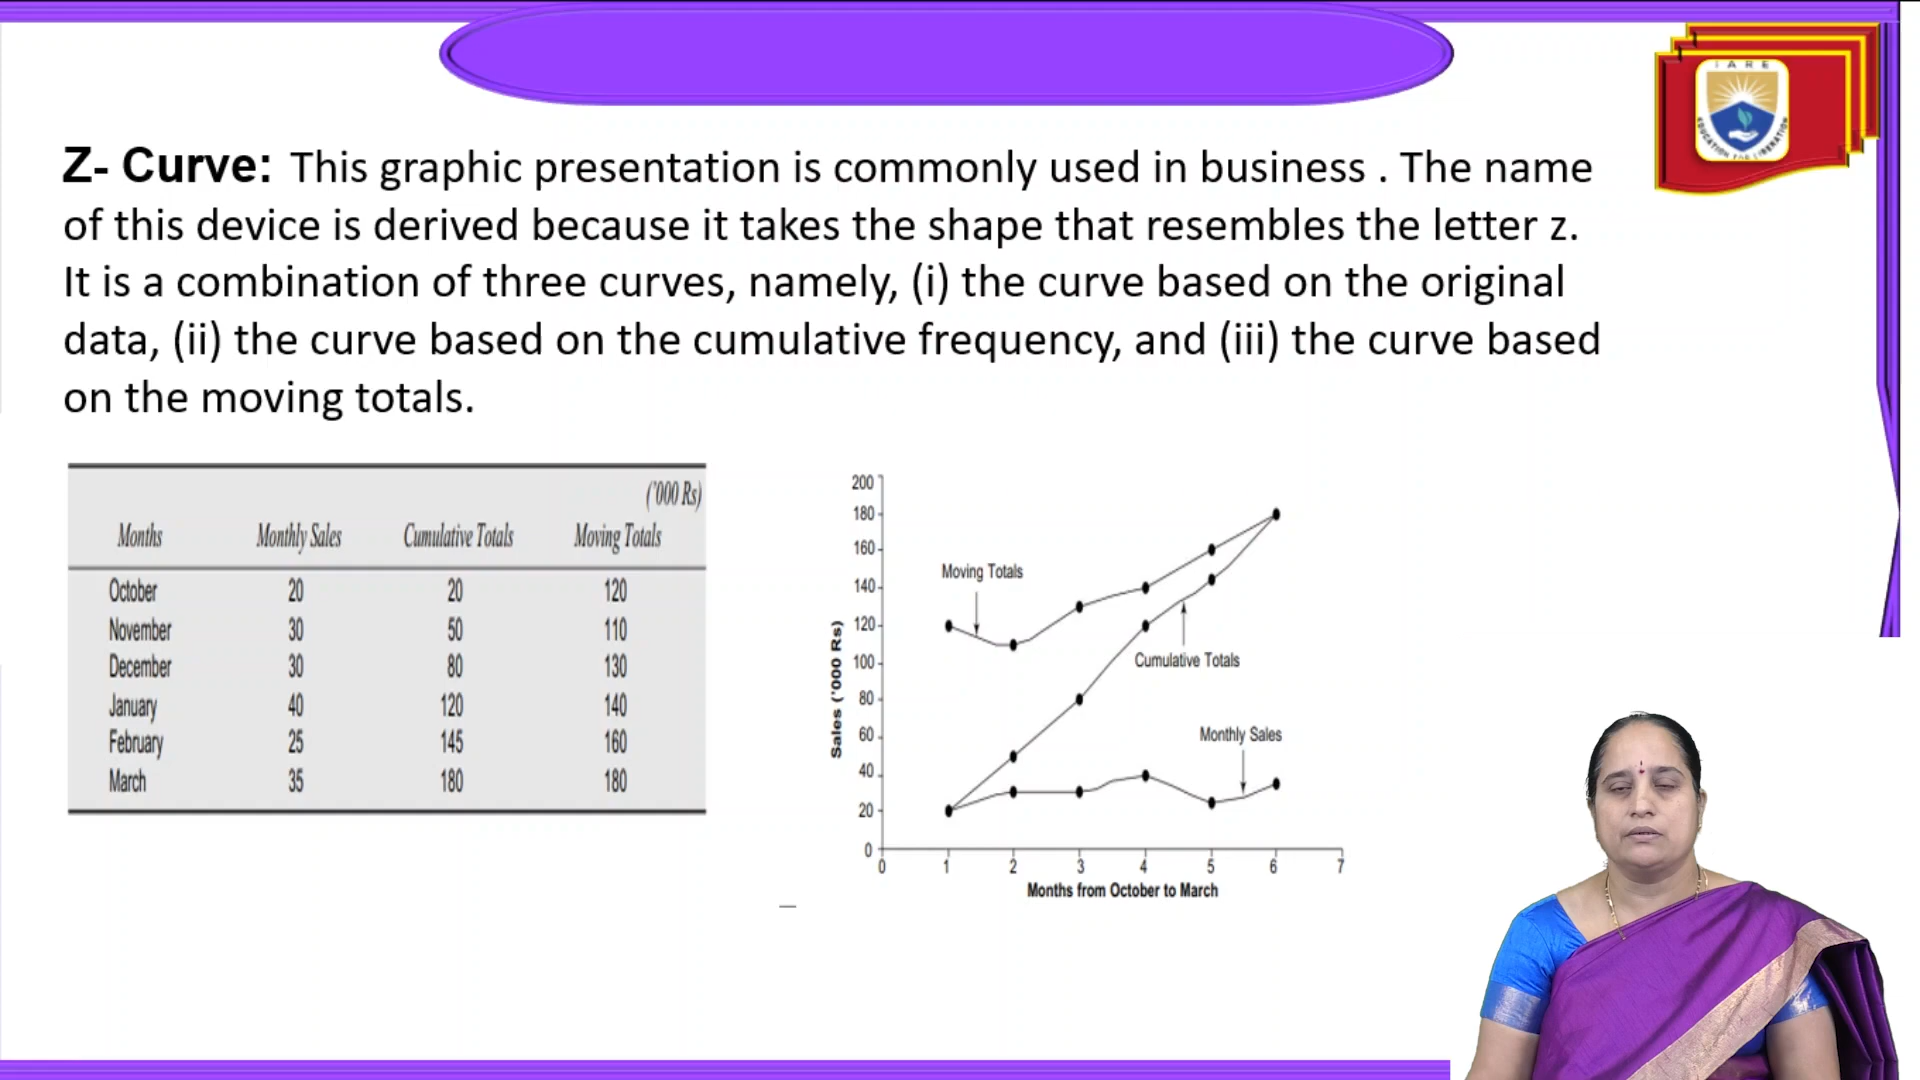 I A R E
EDUCATION FOR LIBERATION
Z- Curve: This graphic presentation is commonly used in business . The name
of this device is derived because it takes the shape that resembles the letter z.
It is a combination of three curves, namely, (i) the curve based on the original
data, (ii) the curve based on the cumulative frequency, and (iii) the curve based
on the moving totals.
('000 Rs)
Months Monthly Sales Cumulative Totals Moving Totals
October 20 20 120
November 30 50 110
December 30 80 130
January 40 120 140
February 25 145 160
March 35 180 180
Sales ('000 Rs)
200
180
160
140
120
100
80
60
40
20
0
Moving Totals
Cumulative Totals
Monthly Sales
0 1 2 3 4 5 6 7
Months from October to March